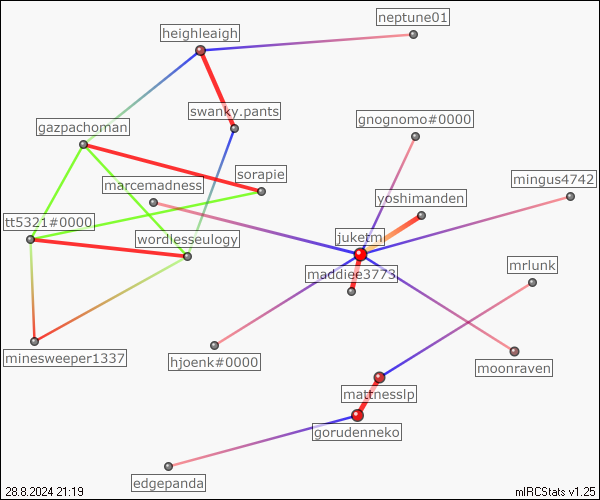 neptune01
heighleaigh
swanky.pants
gnognomo#0000
gazpachoman
sorapie
mingus4742
marcemadness
yoshimanden
tt5321#0000
wordlesseulogy
juketm
mrlunk
maddiee3773
minesweeper1337
hjoenk#0000
moonraven
mattnesslp
gorudenneko
edgepanda
28.8.2024 21:19
mIRCStats v1.25